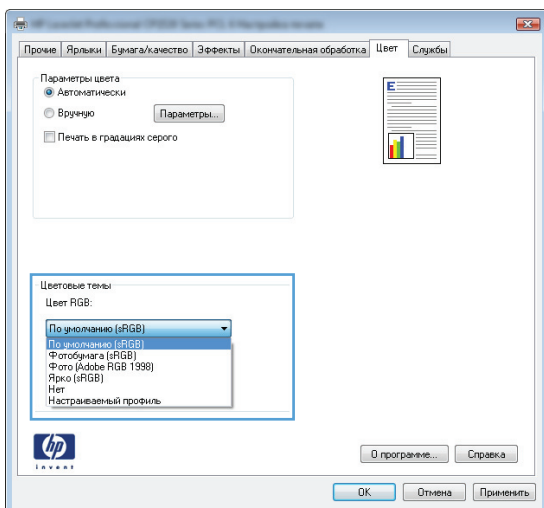 Прочие Ярлыки Бумага/качество Эффекты Окончательная обработка Цвет Службы
Параметры цвета
Автоматически
Вручную Параметры...
Печать в градациях серого
E
Цветовые темы
Цвет RGB:
По умолчанию (sRGB)
По умолчанию (sRGB)
Фотобумага (sRGB)
Фото (Adobe RGB 1998)
Ярко (sRGB)
Нет
Настраиваемый профиль
hp
invent
О программе... Справка
OK Отмена Применить